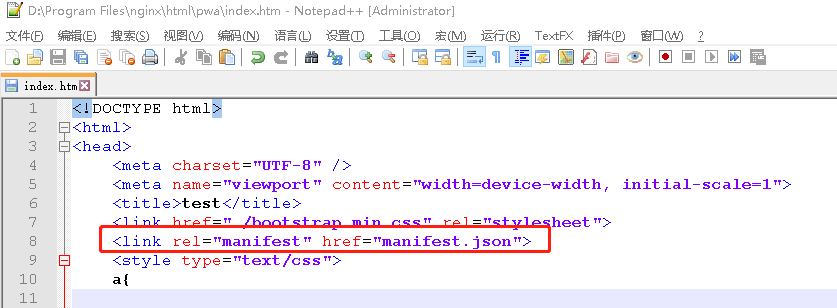 D:\Program Files\nginx\html\pwa\index.htm - Notepad++ [Administrator]
文件(F) 编辑(E) 搜索(S) 视图(V) 编码(N) 语言(L) 设置(T) 工具(O) 宏(M) 运行(R) TextFX 插件(P) 窗口(W) ?
index.htm
1 <!DOCTYPE html>
2 <html>
3 <head>
4 <meta charset="UTF-8" />
5 <meta name="viewport" content="width=device-width, initial-scale=1">
6 <title>test</title>
7 <link href="./bootstrap.min.css" rel="stylesheet">
8 <link rel="manifest" href="manifest.json">
9 <style type="text/css">
10 a{
11